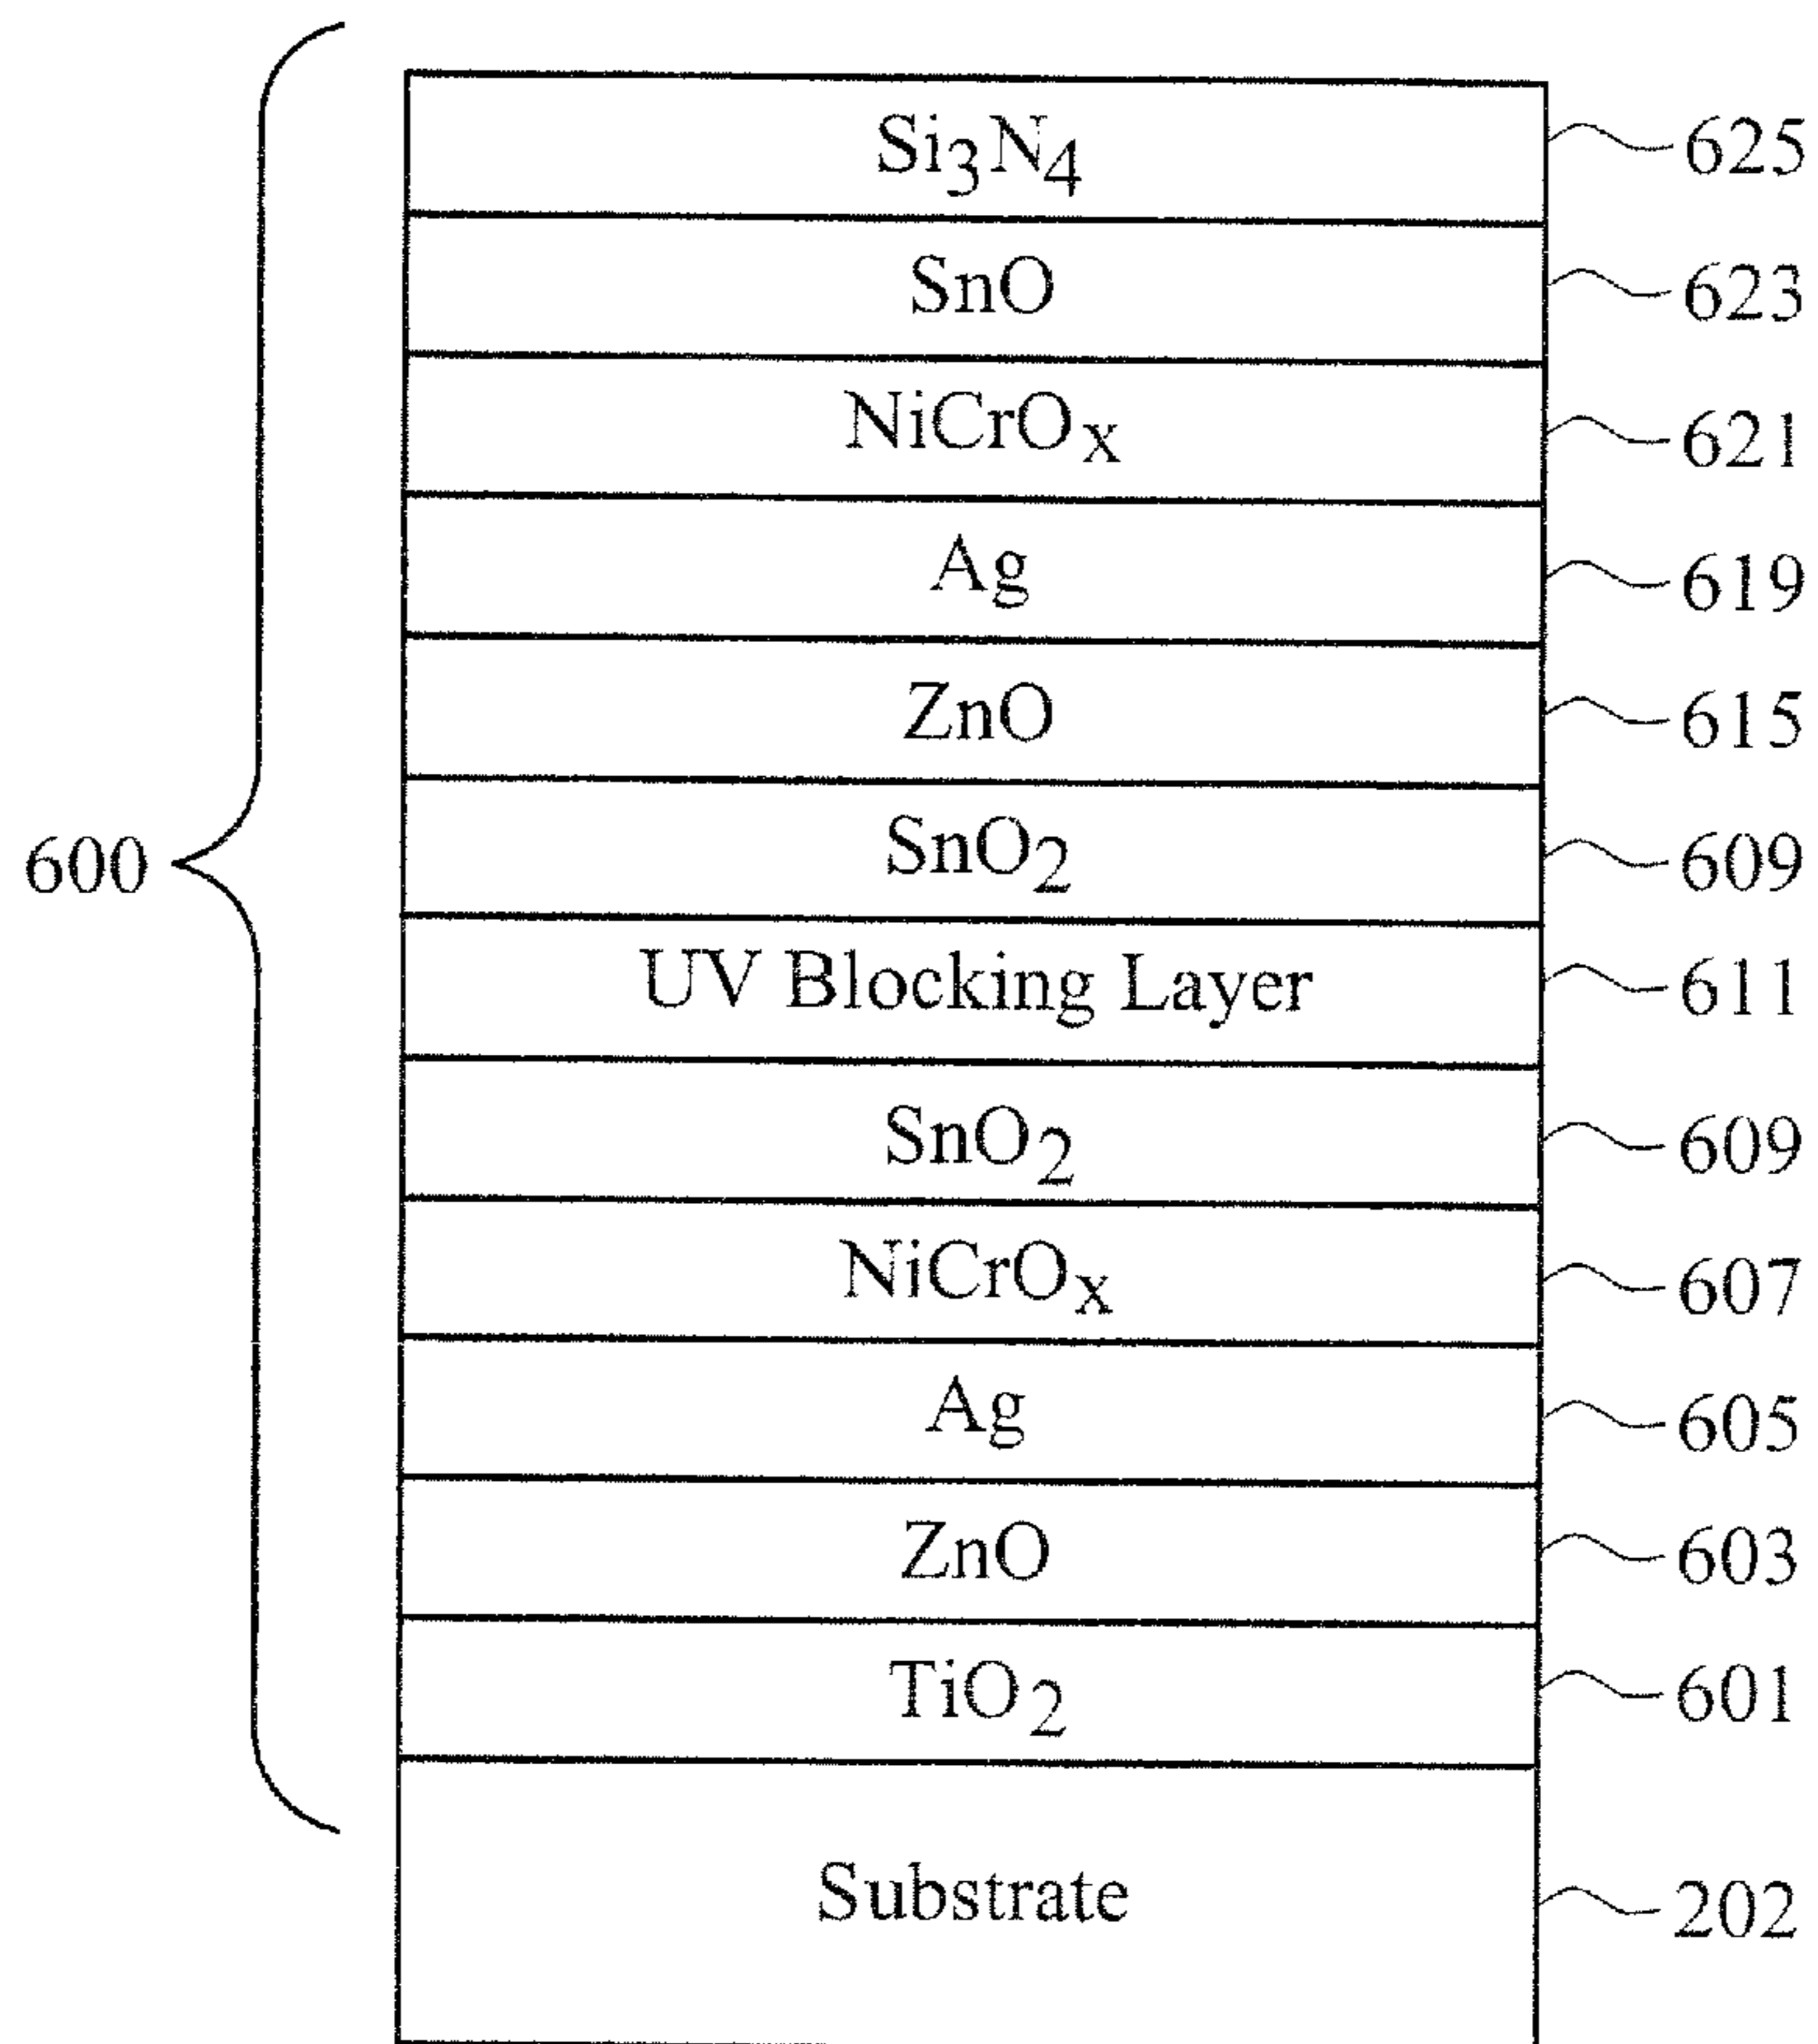 Si₃N₄ 625
SnO 623
NiCrOₓ 621
Ag 619
ZnO 615
SnO₂ 609
600
UV Blocking Layer 611
SnO₂ 609
NiCrOₓ 607
Ag 605
ZnO 603
TiO₂ 601
Substrate 202